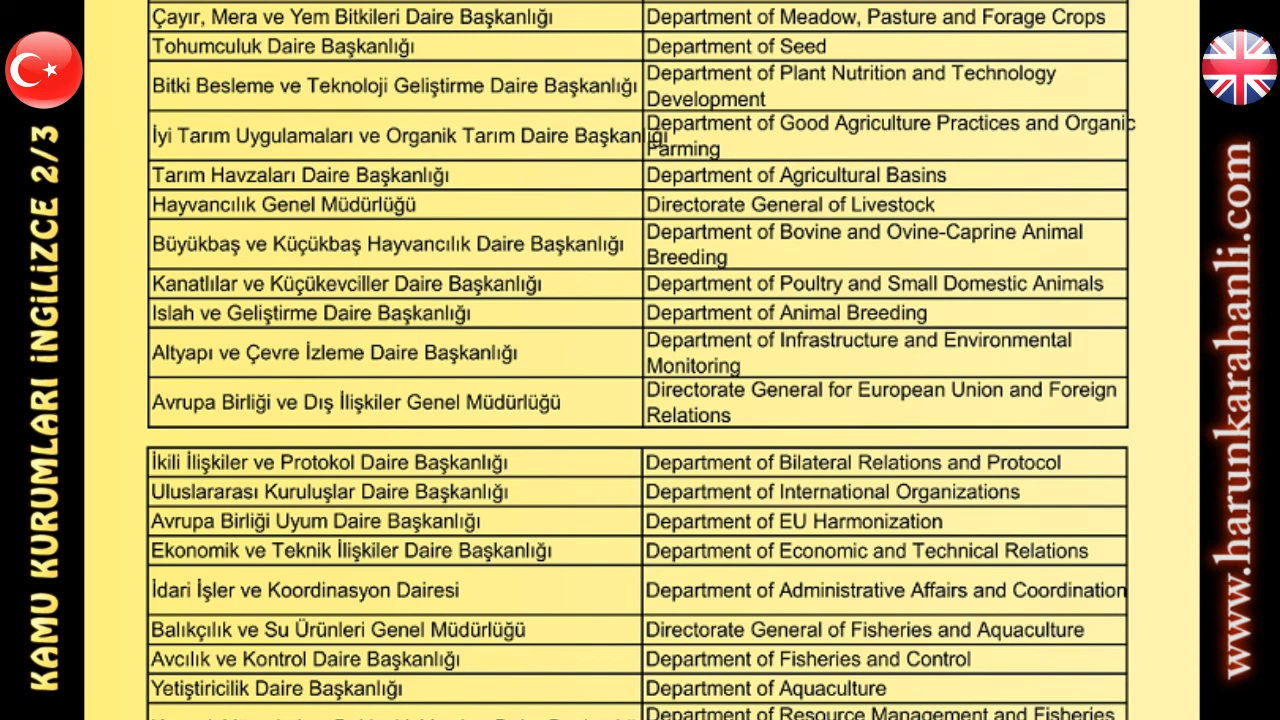 KAMU KURUMLARI İNGİLİZCE 2/3
Çayır, Mera ve Yem Bitkileri Daire Başkanlığı
Department of Meadow, Pasture and Forage Crops
Tohumculuk Daire Başkanlığı
Department of Seed
Bitki Besleme ve Teknoloji Geliştirme Daire Başkanlığı
Department of Plant Nutrition and Technology
Development
İyi Tarım Uygulamaları ve Organik Tarım Daire Başkanlığı
Department of Good Agriculture Practices and Organic
Farming
Tarım Havzaları Daire Başkanlığı
Department of Agricultural Basins
Hayvancılık Genel Müdürlüğü
Directorate General of Livestock
Büyükbaş ve Küçükbaş Hayvancılık Daire Başkanlığı
Department of Bovine and Ovine-Caprine Animal
Breeding
Kanatlılar ve Küçükevciller Daire Başkanlığı
Department of Poultry and Small Domestic Animals
Islah ve Geliştirme Daire Başkanlığı
Department of Animal Breeding
Altyapı ve Çevre İzleme Daire Başkanlığı
Department of Infrastructure and Environmental
Monitoring
Avrupa Birliği ve Dış İlişkiler Genel Müdürlüğü
Directorate General for European Union and Foreign
Relations
İkili İlişkiler ve Protokol Daire Başkanlığı
Department of Bilateral Relations and Protocol
Uluslararası Kuruluşlar Daire Başkanlığı
Department of International Organizations
Avrupa Birliği Uyum Daire Başkanlığı
Department of EU Harmonization
Ekonomik ve Teknik İlişkiler Daire Başkanlığı
Department of Economic and Technical Relations
İdari İşler ve Koordinasyon Dairesi
Department of Administrative Affairs and Coordination
Balıkçılık ve Su Ürünleri Genel Müdürlüğü
Directorate General of Fisheries and Aquaculture
Avcılık ve Kontrol Daire Başkanlığı
Department of Fisheries and Control
Yetiştiricilik Daire Başkanlığı
Department of Aquaculture
Department of Resource Management and Fisheries
www.harunkarahanli.com